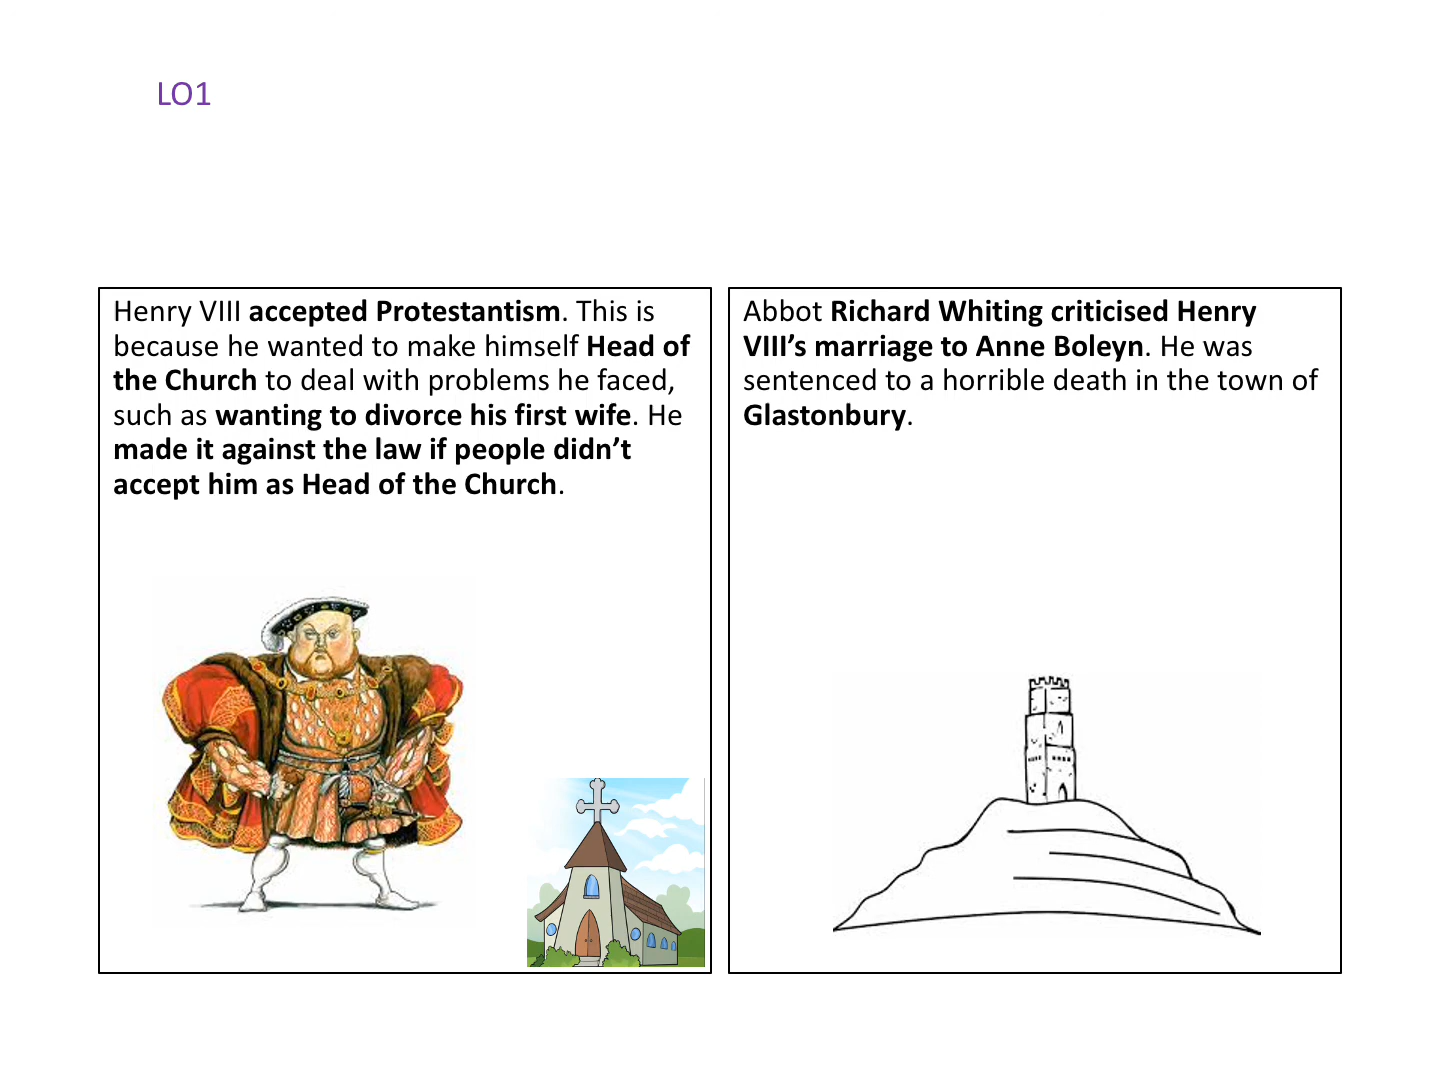 LO1
Henry VIII accepted Protestantism. This is
because he wanted to make himself Head of
the Church to deal with problems he faced,
such as wanting to divorce his first wife. He
made it against the law if people didn’t
accept him as Head of the Church.
Abbot Richard Whiting criticised Henry
VIII’s marriage to Anne Boleyn. He was
sentenced to a horrible death in the town of
Glastonbury.